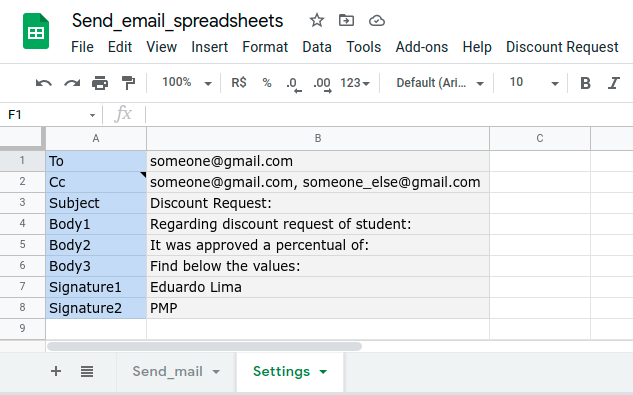 Send_email_spreadsheets
File Edit View Insert Format Data Tools Add-ons Help Discount Request
100% R$ % .0 .00 123 Default (Ari... 10 B I
F1 fx
A B C
1 To someone@gmail.com
2 Cc someone@gmail.com, someone_else@gmail.com
3 Subject Discount Request:
4 Body1 Regarding discount request of student:
5 Body2 It was approved a percentual of:
6 Body3 Find below the values:
7 Signature1 Eduardo Lima
8 Signature2 PMP
9
Send_mail Settings